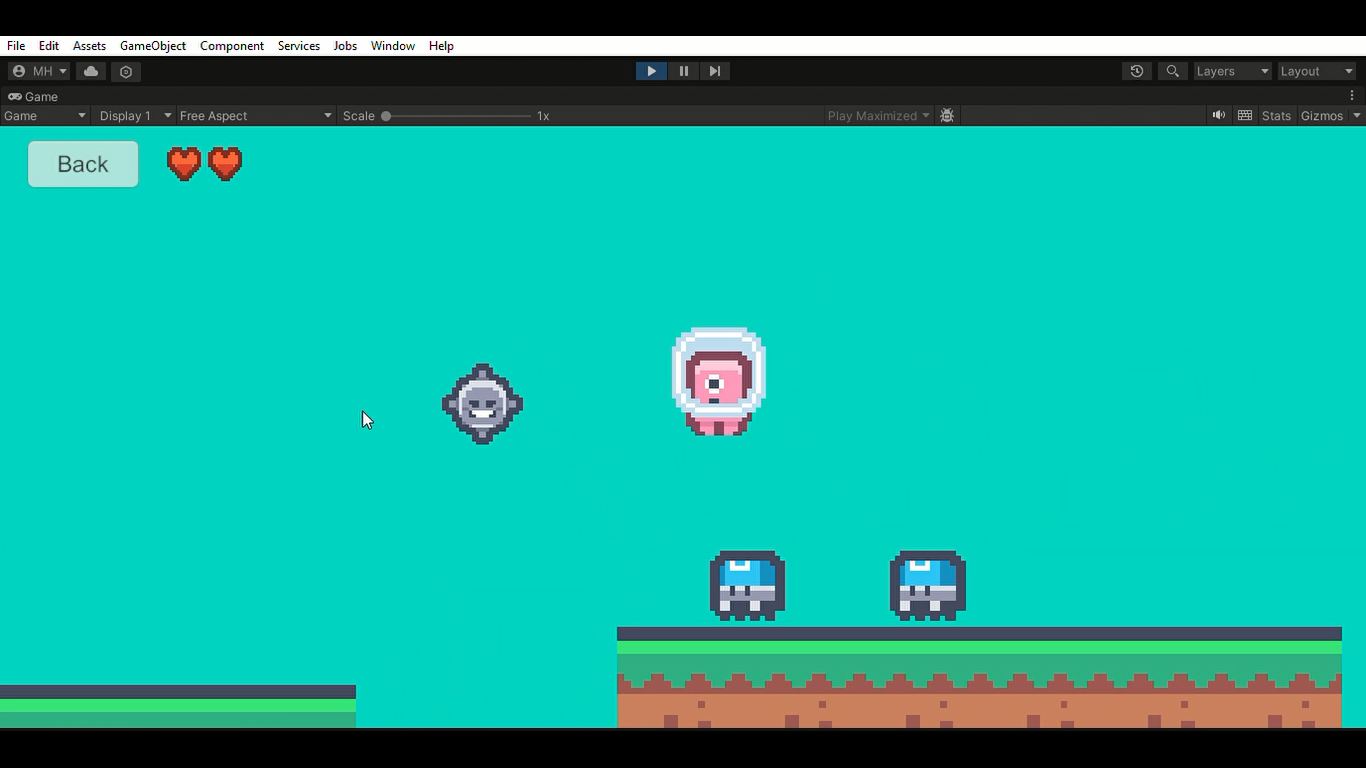 File Edit Assets GameObject Component Services Jobs Window Help
MH Layers Layout
Game
Game Display 1 Free Aspect Scale 1x Play Maximized Stats Gizmos
Back